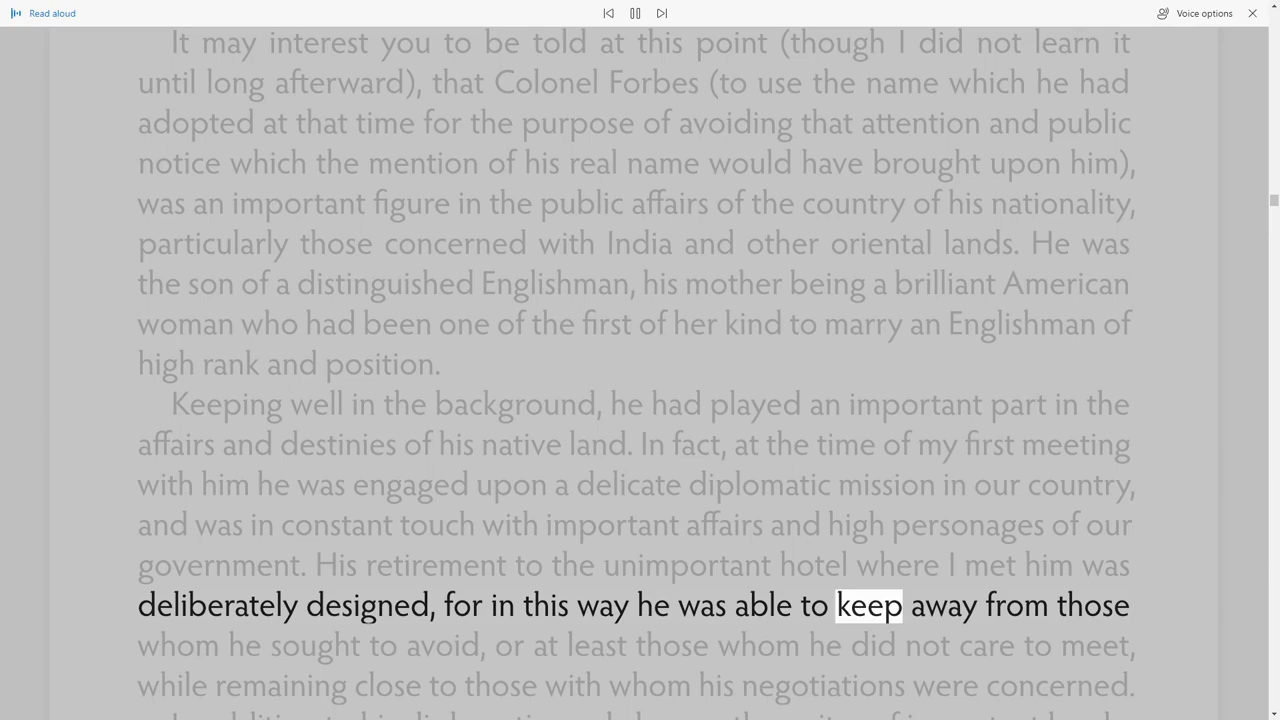 Read aloud
Voice options
It may interest you to be told at this point (though I did not learn it
until long afterward), that Colonel Forbes (to use the name which he had
adopted at that time for the purpose of avoiding that attention and public
notice which the mention of his real name would have brought upon him),
was an important figure in the public affairs of the country of his nationality,
particularly those concerned with India and other oriental lands. He was
the son of a distinguished Englishman, his mother being a brilliant American
woman who had been one of the first of her kind to marry an Englishman of
high rank and position.
Keeping well in the background, he had played an important part in the
affairs and destinies of his native land. In fact, at the time of my first meeting
with him he was engaged upon a delicate diplomatic mission in our country,
and was in constant touch with important affairs and high personages of our
government. His retirement to the unimportant hotel where I met him was
deliberately designed, for in this way he was able to keep away from those
whom he sought to avoid, or at least those whom he did not care to meet,
while remaining close to those with whom his negotiations were concerned.